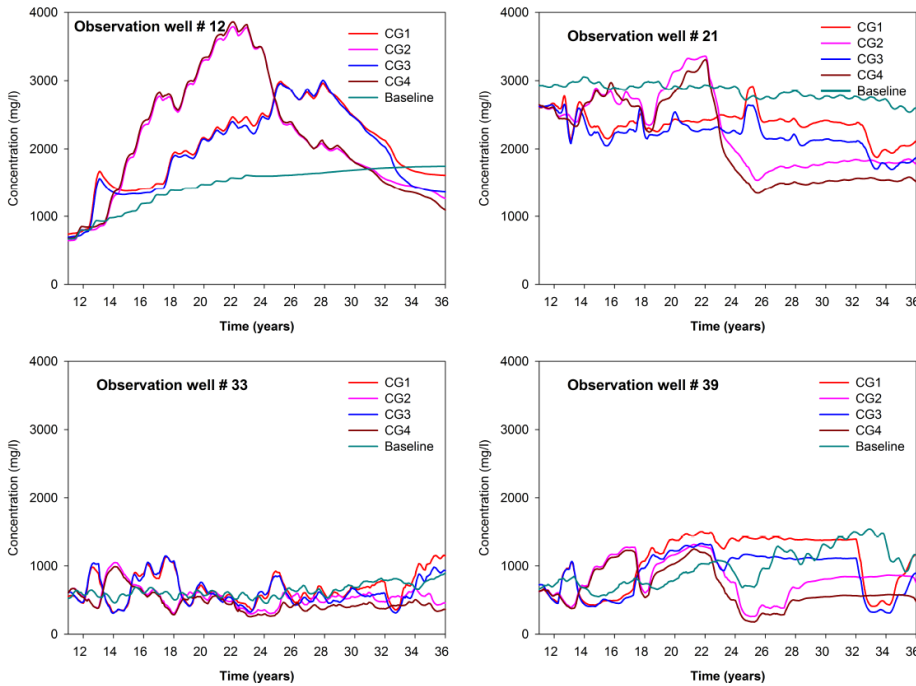 Observation well # 12
CG1
CG2
CG3
CG4
Baseline
Concentration (mg/l)
4000
3000
2000
1000
0
12 14 16 18 20 22 24 26 28 30 32 34 36
Time (years)
Observation well # 21
CG1
CG2
CG3
CG4
Baseline
Concentration (mg/l)
4000
3000
2000
1000
0
12 14 16 18 20 22 24 26 28 30 32 34 36
Time (years)
Observation well # 33
CG1
CG2
CG3
CG4
Baseline
Concentration (mg/l)
4000
3000
2000
1000
0
12 14 16 18 20 22 24 26 28 30 32 34 36
Time (years)
Observation well # 39
CG1
CG2
CG3
CG4
Baseline
Concentration (mg/l)
4000
3000
2000
1000
0
12 14 16 18 20 22 24 26 28 30 32 34 36
Time (years)